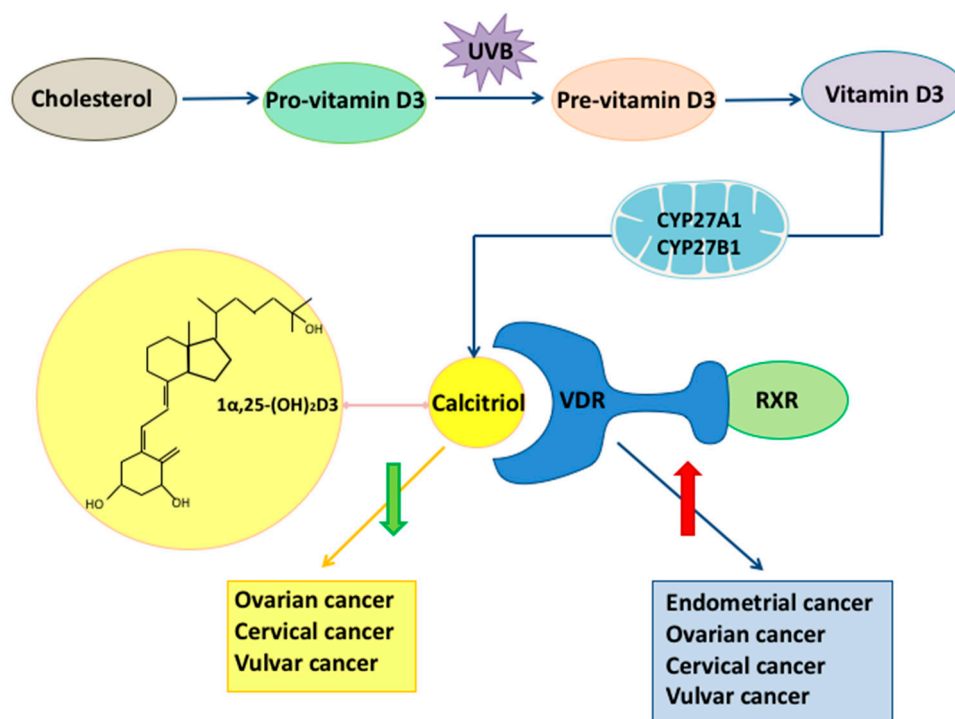 UVB
Cholesterol
Pro-vitamin D3
Pre-vitamin D3
Vitamin D3
CYP27A1
CYP27B1
OH
1α,25-(OH)₂D3
HO
OH
Calcitriol
VDR
RXR
Ovarian cancer
Cervical cancer
Vulvar cancer
Endometrial cancer
Ovarian cancer
Cervical cancer
Vulvar cancer